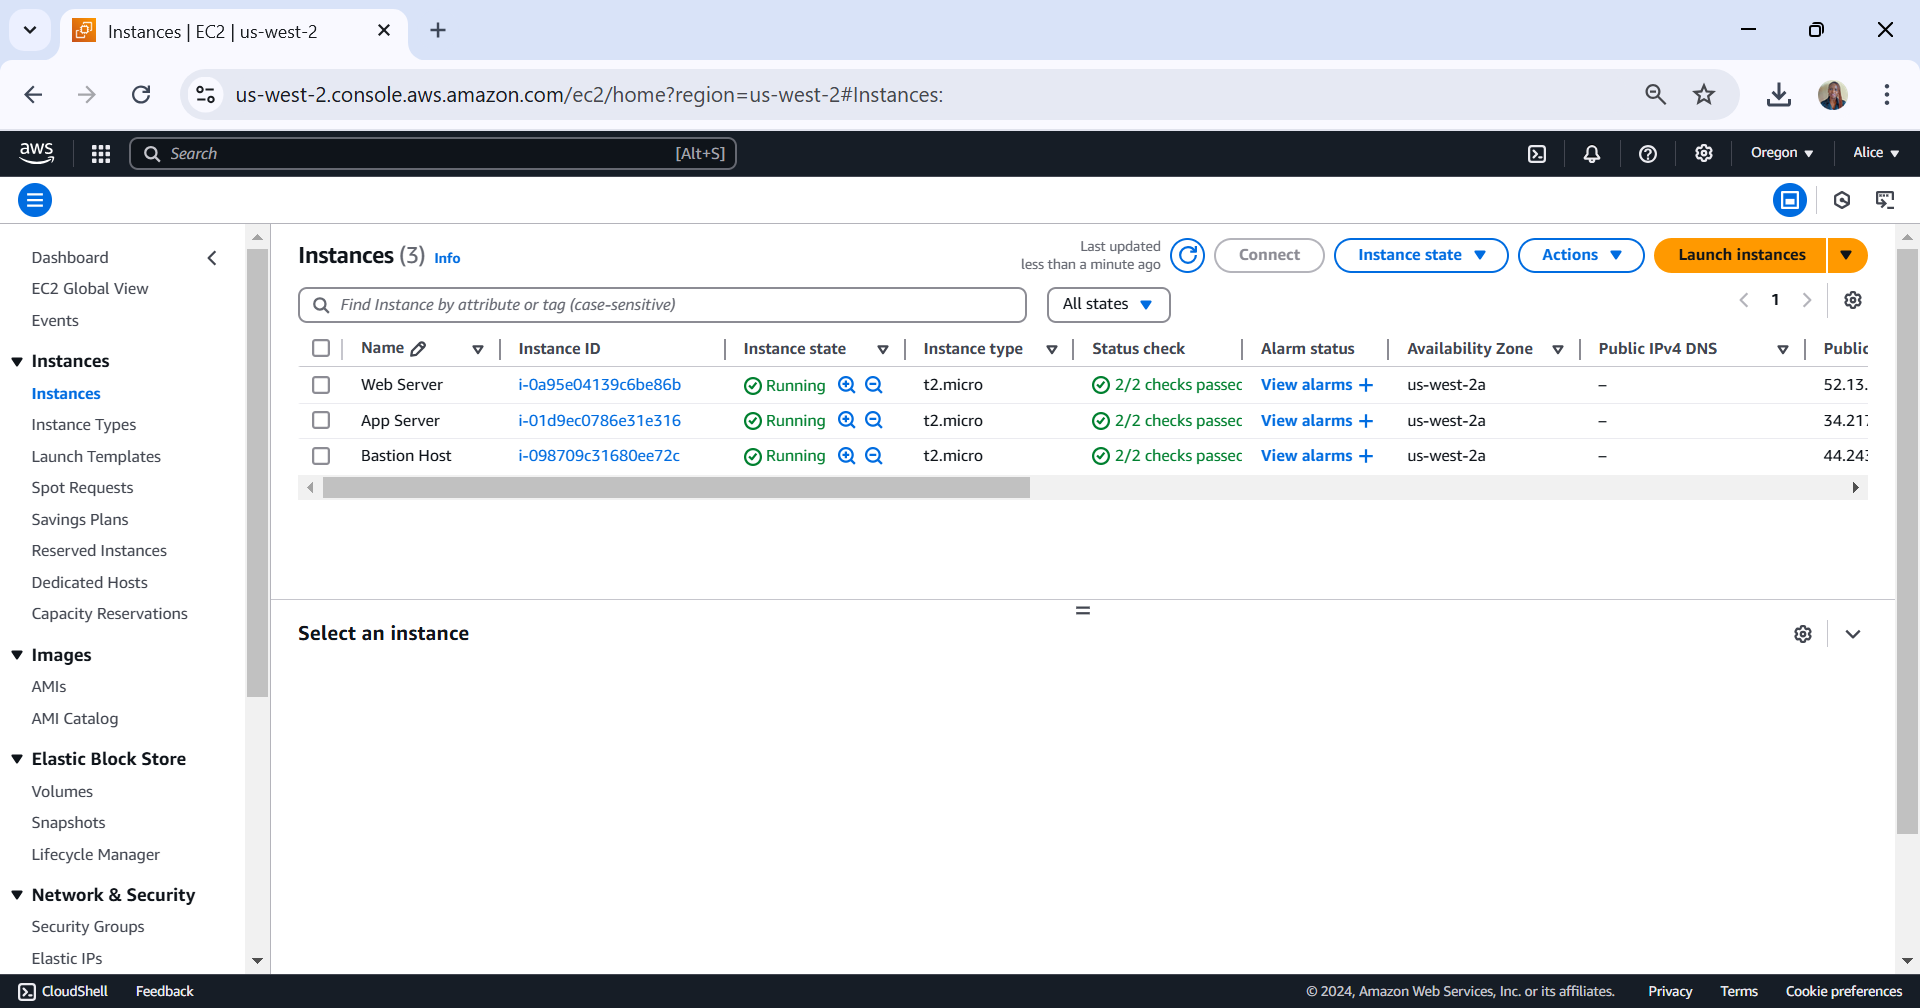 Instances | EC2 | us-west-2
us-west-2.console.aws.amazon.com/ec2/home?region=us-west-2#Instances:
aws
Search [Alt+S]
Oregon
Alice
Dashboard
EC2 Global View
Events
Instances
Instances
Instance Types
Launch Templates
Spot Requests
Savings Plans
Reserved Instances
Dedicated Hosts
Capacity Reservations
Images
AMIs
AMI Catalog
Elastic Block Store
Volumes
Snapshots
Lifecycle Manager
Network & Security
Security Groups
Elastic IPs
Instances (3) Info
Last updated
less than a minute ago
Connect
Instance state
Actions
Launch instances
Find Instance by attribute or tag (case-sensitive)
All states
1
Name Instance ID Instance state Instance type Status check Alarm status Availability Zone Public IPv4 DNS Public
Web Server i-0a95e04139c6be86b Running t2.micro 2/2 checks passec View alarms + us-west-2a – 52.13.
App Server i-01d9ec0786e31e316 Running t2.micro 2/2 checks passec View alarms + us-west-2a – 34.217
Bastion Host i-098709c31680ee72c Running t2.micro 2/2 checks passec View alarms + us-west-2a – 44.243
Select an instance
CloudShell Feedback © 2024, Amazon Web Services, Inc. or its affiliates. Privacy Terms Cookie preferences